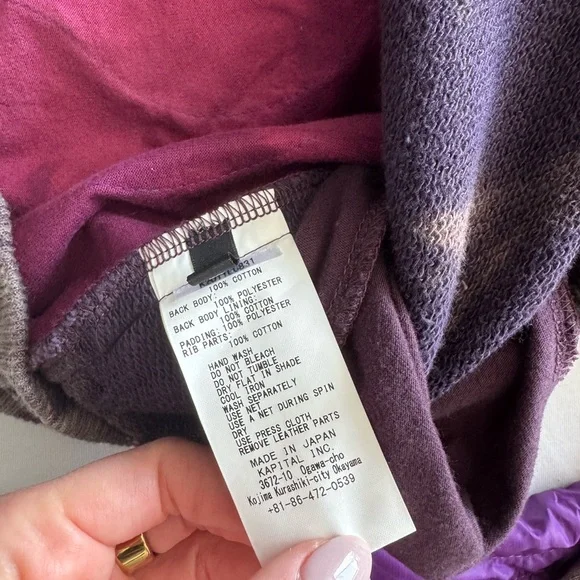 100% COTTON
BACK BODY:
100% POLYESTER
BACK BODY LINING:
100% COTTON
PADDING: 100% POLYESTER
RIB PARTS:
100% COTTON
HAND WASH
DO NOT BLEACH
DO NOT TUMBLE
DRY FLAT IN SHADE
COOL IRON
WASH SEPARATELY
USE NET
USE A NET DURING SPIN
DRY
USE PRESS CLOTH
REMOVE LEATHER PARTS
MADE IN JAPAN
KAPITAL INC.
3672-10 Ogawa-cho
Kojima Kurashiki-city Okayama
+81-86-472-0539